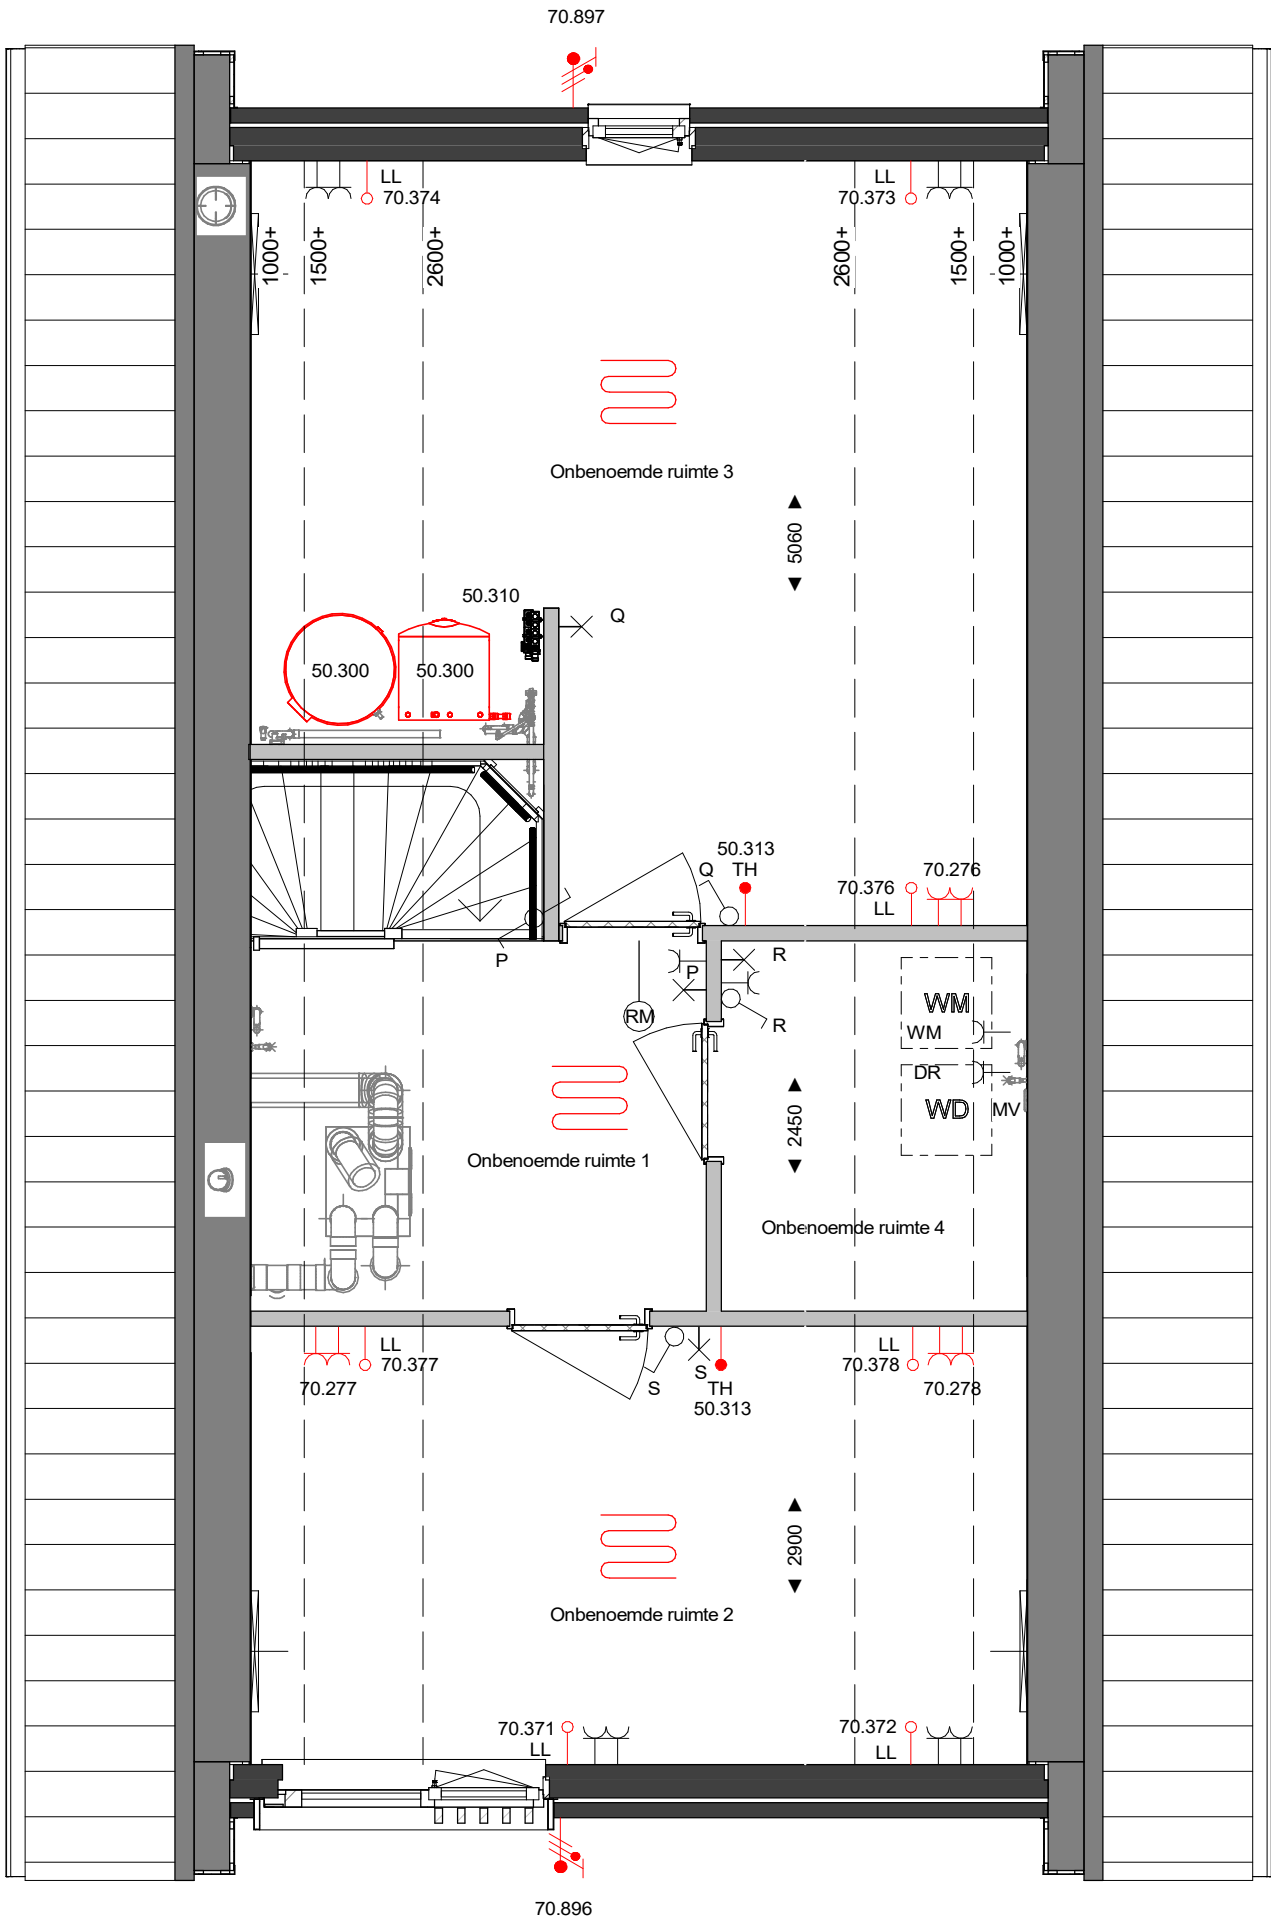 70.897
LL
70.374
LL
70.373
1000+
1500+
2600+
2600+
1500+
1000+
Onbenoemde ruimte 3
5060
50.310
Q
50.300
50.300
50.313
TH
Q
70.376
LL
70.276
P
P
R
R
RM
WM
WM
DR
WD
MV
2450
Onbenoemde ruimte 1
Onbenoemde ruimte 4
LL
70.377
70.277
S
S
TH
50.313
LL
70.378
70.278
2900
Onbenoemde ruimte 2
70.371
LL
70.372
LL
70.896